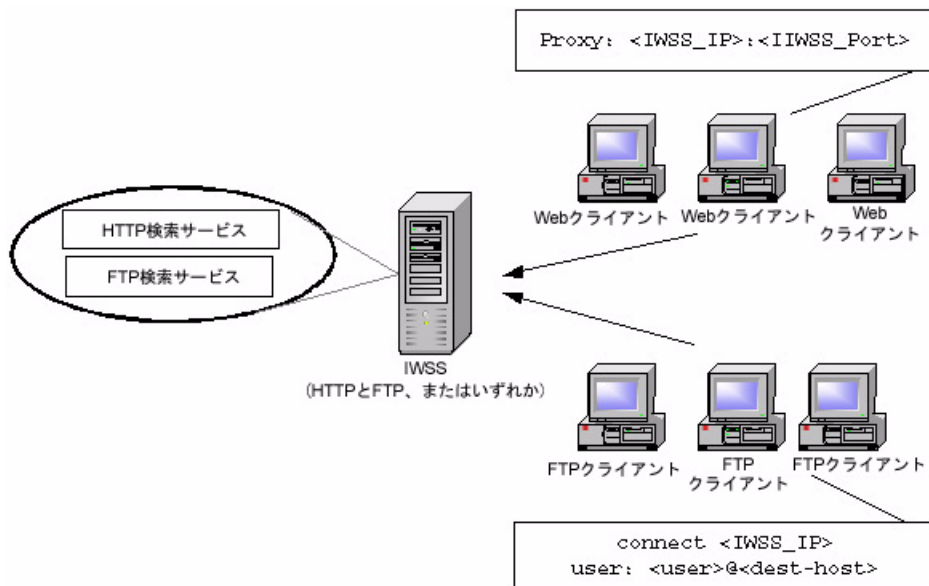 Proxy: <IWSS_IP>:<IIWSS_Port>
Webクライアント
Webクライアント
Web
クライアント
HTTP検索サービス
FTP検索サービス
IWSS
(HTTPとFTP、またはいずれか)
FTPクライアント
FTP
クライアント
FTPクライアント
connect <IWSS_IP>
user: <user>@<dest-host>